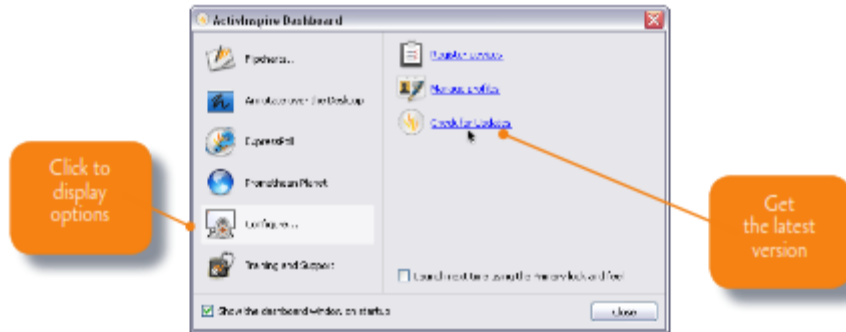 ActivInspire Dashboard
Flipcharts...
Annotate over the Desktop
ExpressPoll
Promethean Planet
Configure...
Training and Support
Register devices
Manage profiles
Check for Updates
Launch next time using the Primary look and feel
Show the dashboard window on startup
Close
Click to
display
options
Get
the latest
version